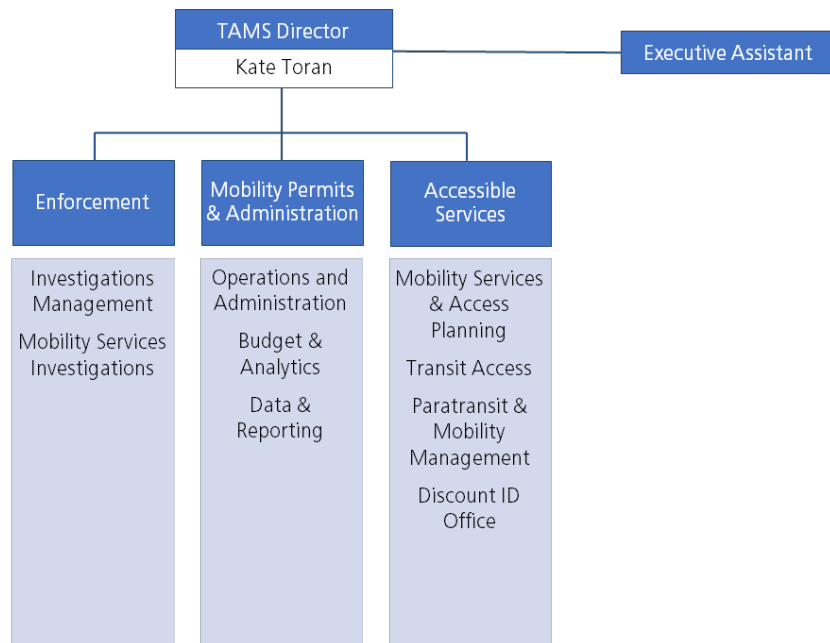 TAMS Director
Kate Toran
Executive Assistant
Enforcement
Mobility Permits
& Administration
Accessible
Services
Investigations
Management
Mobility Services
Investigations
Operations and
Administration
Budget &
Analytics
Data &
Reporting
Mobility Services
& Access
Planning
Transit Access
Paratransit &
Mobility
Management
Discount ID
Office